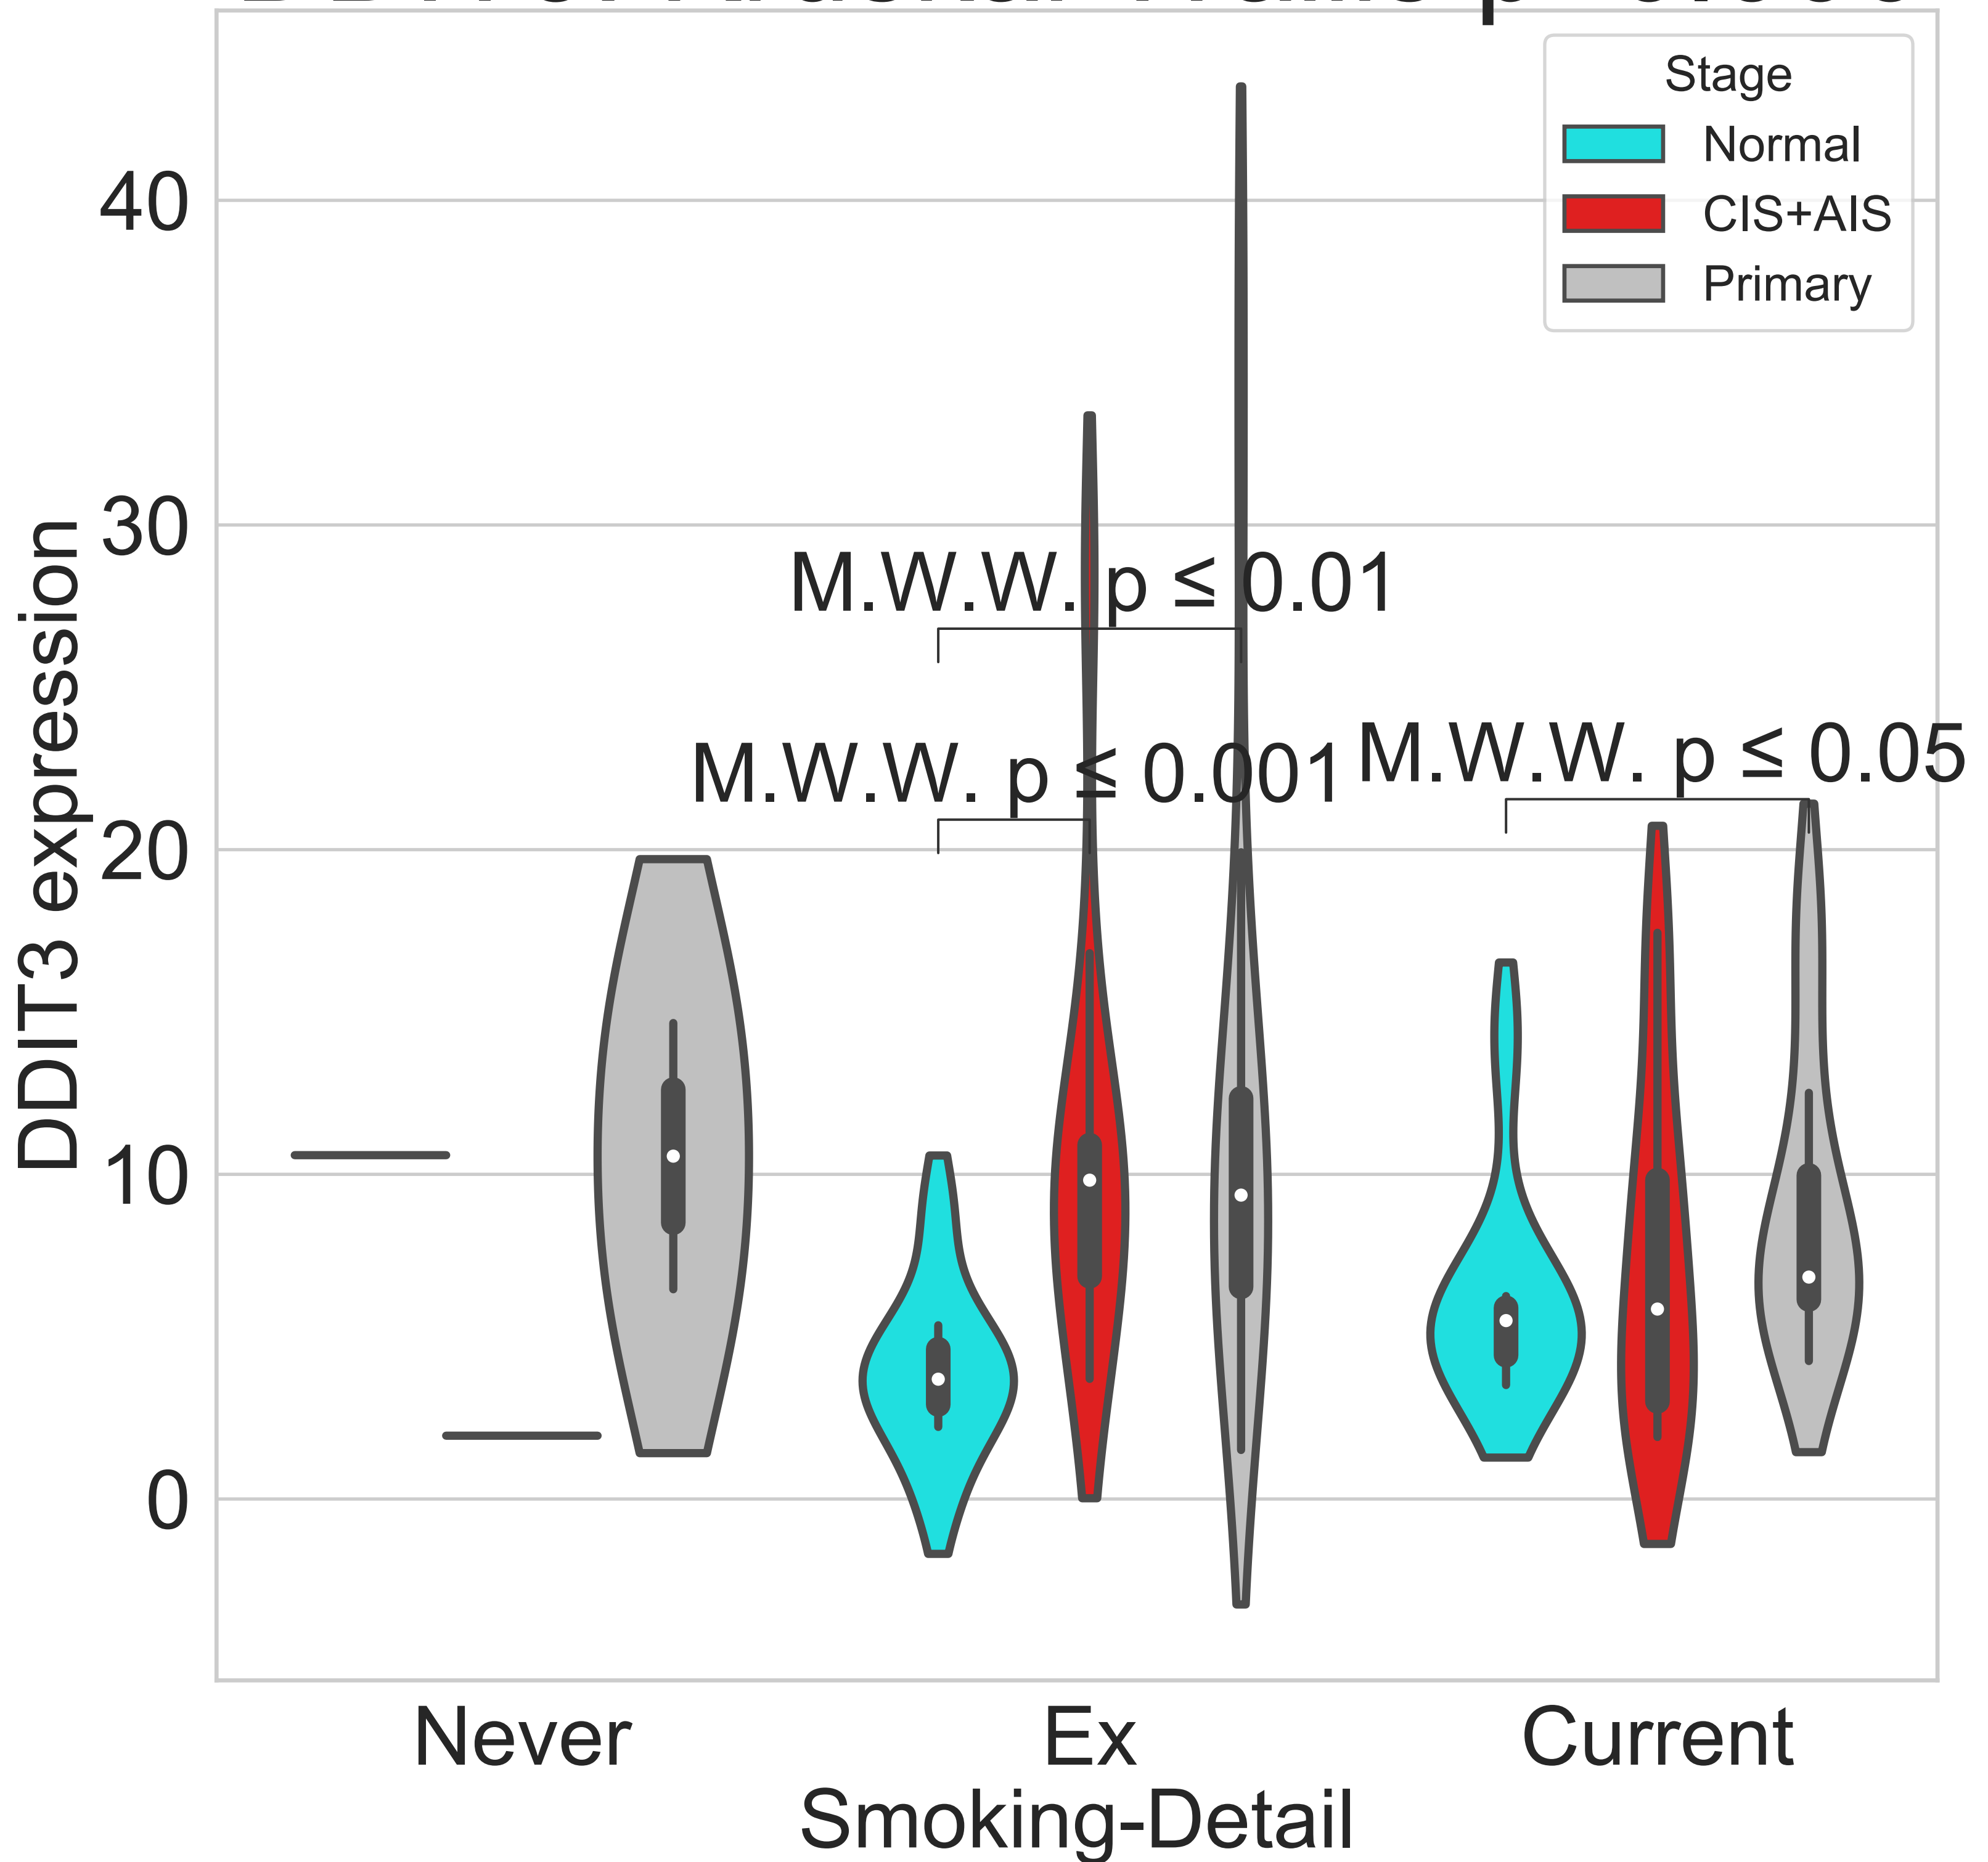 Stage
Normal
CIS+AIS
Primary
40
30
20
10
0
DDIT3 expression
M.W.W. p ≤ 0.01
M.W.W. p ≤ 0.001
M.W.W. p ≤ 0.05
Never
Ex
Current
Smoking-Detail